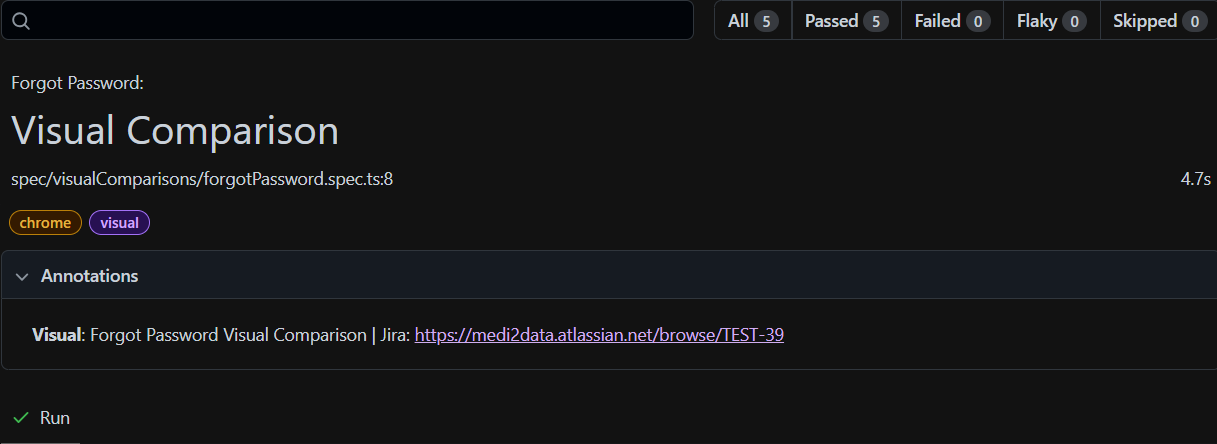 All 5 Passed 5 Failed 0 Flaky 0 Skipped 0
Forgot Password:
Visual Comparison
spec/visualComparisons/forgotPassword.spec.ts:8 4.7s
chrome visual
Annotations
Visual: Forgot Password Visual Comparison | Jira: https://medi2data.atlassian.net/browse/TEST-39
Run